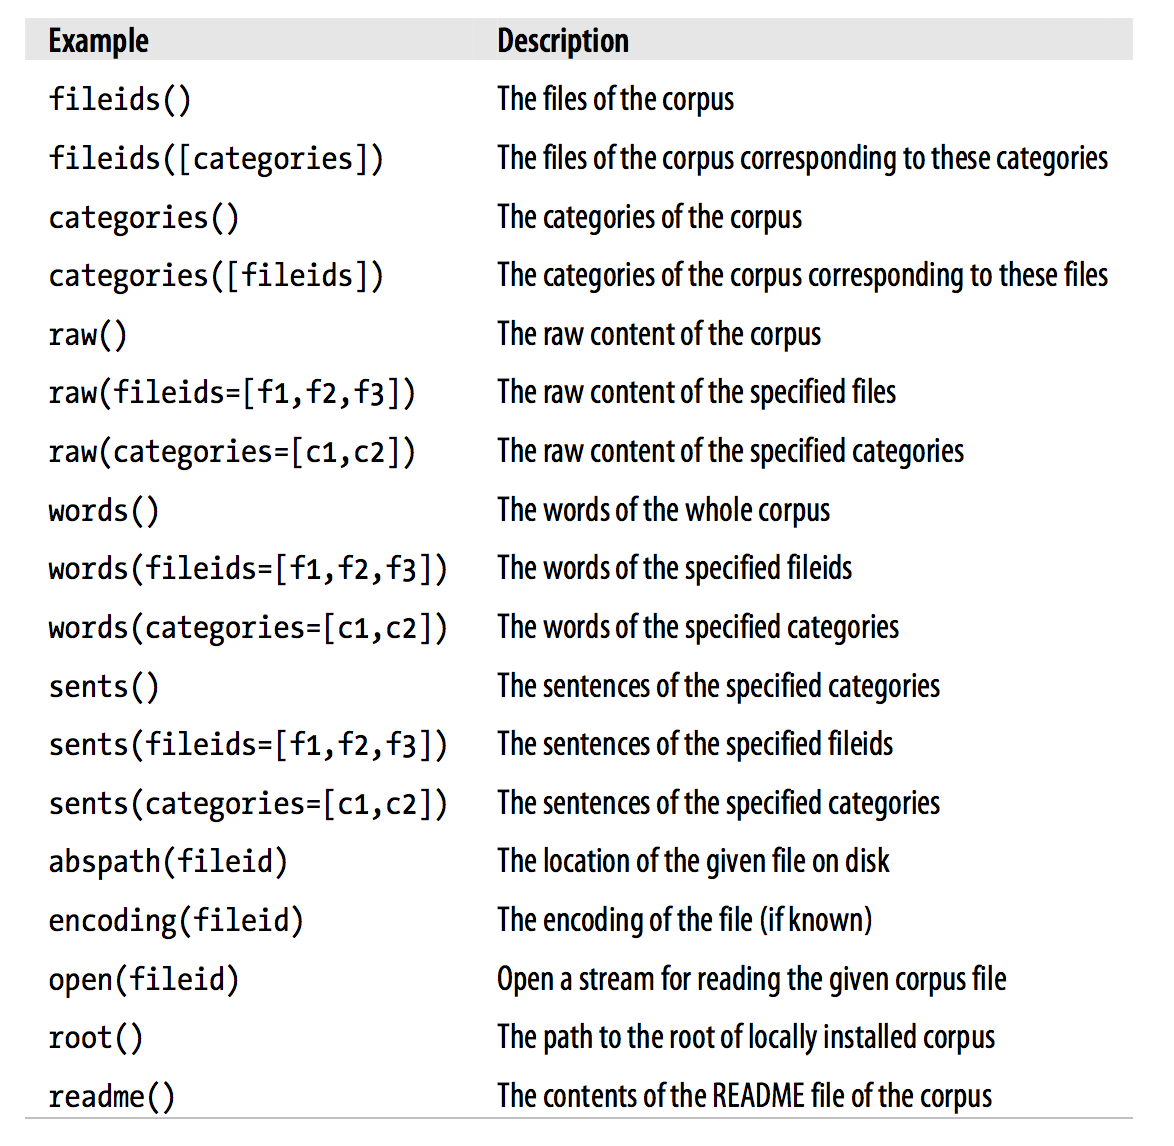 Example Description
fileids() The files of the corpus
fileids([categories]) The files of the corpus corresponding to these categories
categories() The categories of the corpus
categories([fileids]) The categories of the corpus corresponding to these files
raw() The raw content of the corpus
raw(fileids=[f1,f2,f3]) The raw content of the specified files
raw(categories=[c1,c2]) The raw content of the specified categories
words() The words of the whole corpus
words(fileids=[f1,f2,f3]) The words of the specified fileids
words(categories=[c1,c2]) The words of the specified categories
sents() The sentences of the specified categories
sents(fileids=[f1,f2,f3]) The sentences of the specified fileids
sents(categories=[c1,c2]) The sentences of the specified categories
abspath(fileid) The location of the given file on disk
encoding(fileid) The encoding of the file (if known)
open(fileid) Open a stream for reading the given corpus file
root() The path to the root of locally installed corpus
readme() The contents of the README file of the corpus